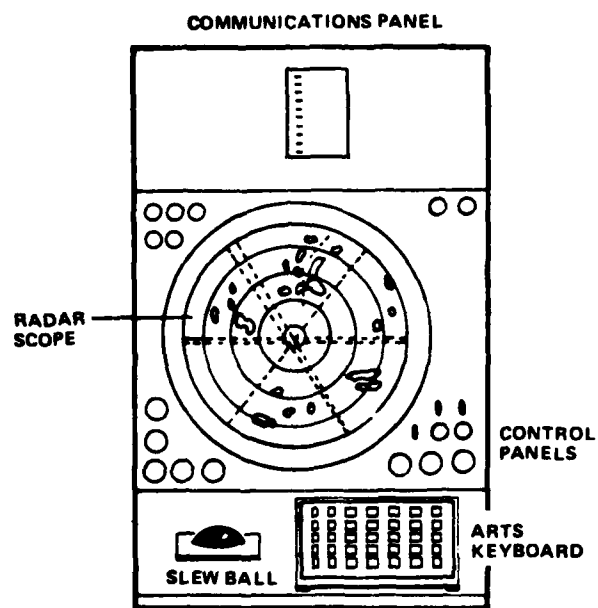 COMMUNICATIONS PANEL
RADAR
SCOPE
CONTROL
PANELS
ARTS
KEYBOARD
SLEW BALL